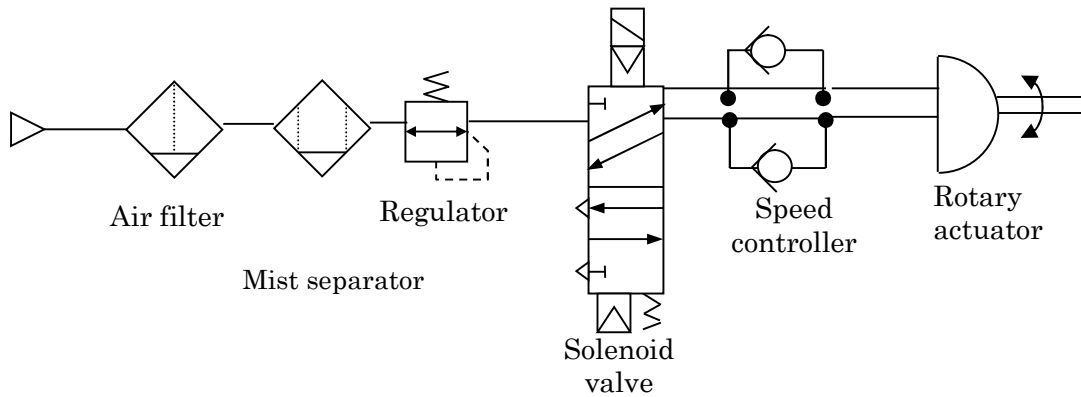 Air filter
Mist separator
Regulator
Solenoid
valve
Speed
controller
Rotary
actuator